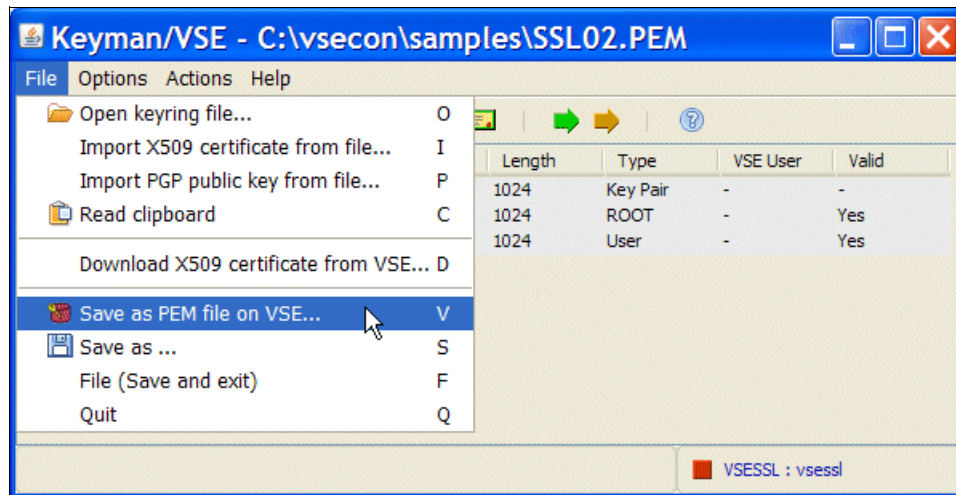 Keyman/VSE - C:\vsecon\samples\SSL02.PEM
File Options Actions Help
Open keyring file... O
Import X509 certificate from file... I
Import PGP public key from file... P
Read clipboard C
Download X509 certificate from VSE... D
Save as PEM file on VSE... V
Save as ... S
File (Save and exit) F
Quit Q
Length Type VSE User Valid
1024 Key Pair - -
1024 ROOT - Yes
1024 User - Yes
VSESSL : vsessl